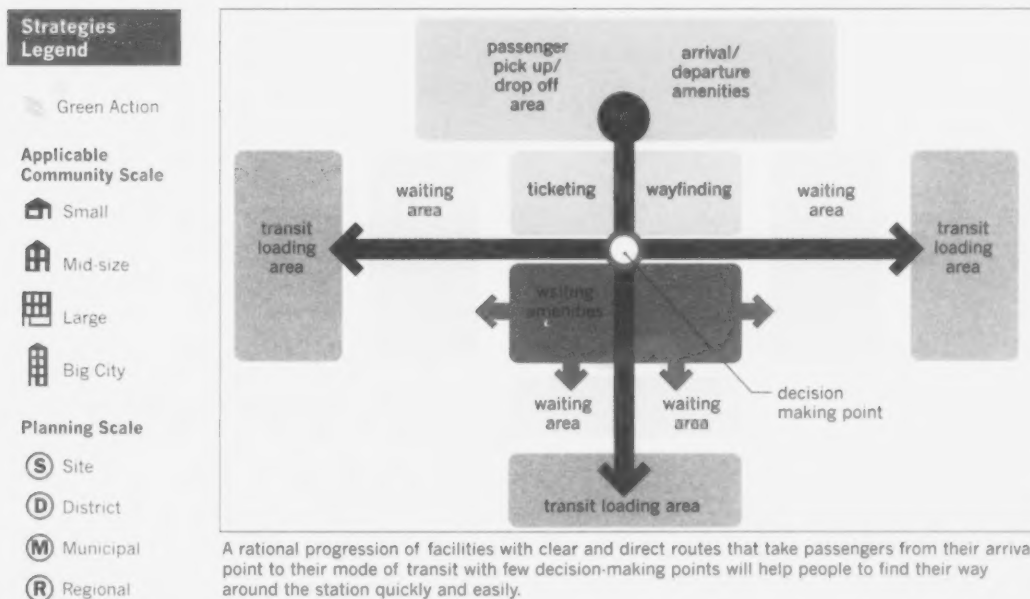 Strategies
Legend
Green Action
Applicable
Community Scale
Small
Mid-size
Large
Big City
Planning Scale
S Site
D District
M Municipal
R Regional
passenger
pick up/
drop off
area
arrival/
departure
amenities
waiting
area
ticketing
wayfinding
waiting
area
transit
loading
area
transit
loading
area
waiting
amenities
waiting
area
waiting
area
decision
making point
transit loading area
A rational progression of facilities with clear and direct routes that take passengers from their arrival
point to their mode of transit with few decision-making points will help people to find their way
around the station quickly and easily.